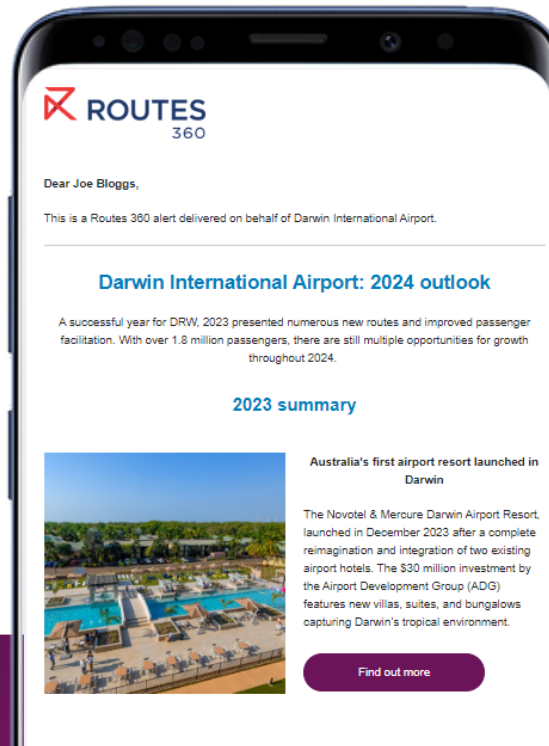 ROUTES
360
Dear Joe Bloggs,
This is a Routes 360 alert delivered on behalf of Darwin International Airport.
Darwin International Airport: 2024 outlook
A successful year for DRW, 2023 presented numerous new routes and improved passenger
facilitation. With over 1.8 million passengers, there are still multiple opportunities for growth
throughout 2024.
2023 summary
Australia's first airport resort launched in
Darwin
The Novotel & Mercure Darwin Airport Resort,
launched in December 2023 after a complete
reimagination and integration of two existing
airport hotels. The $30 million investment by
the Airport Development Group (ADG)
features new villas, suites, and bungalows
capturing Darwin's tropical environment.
Find out more